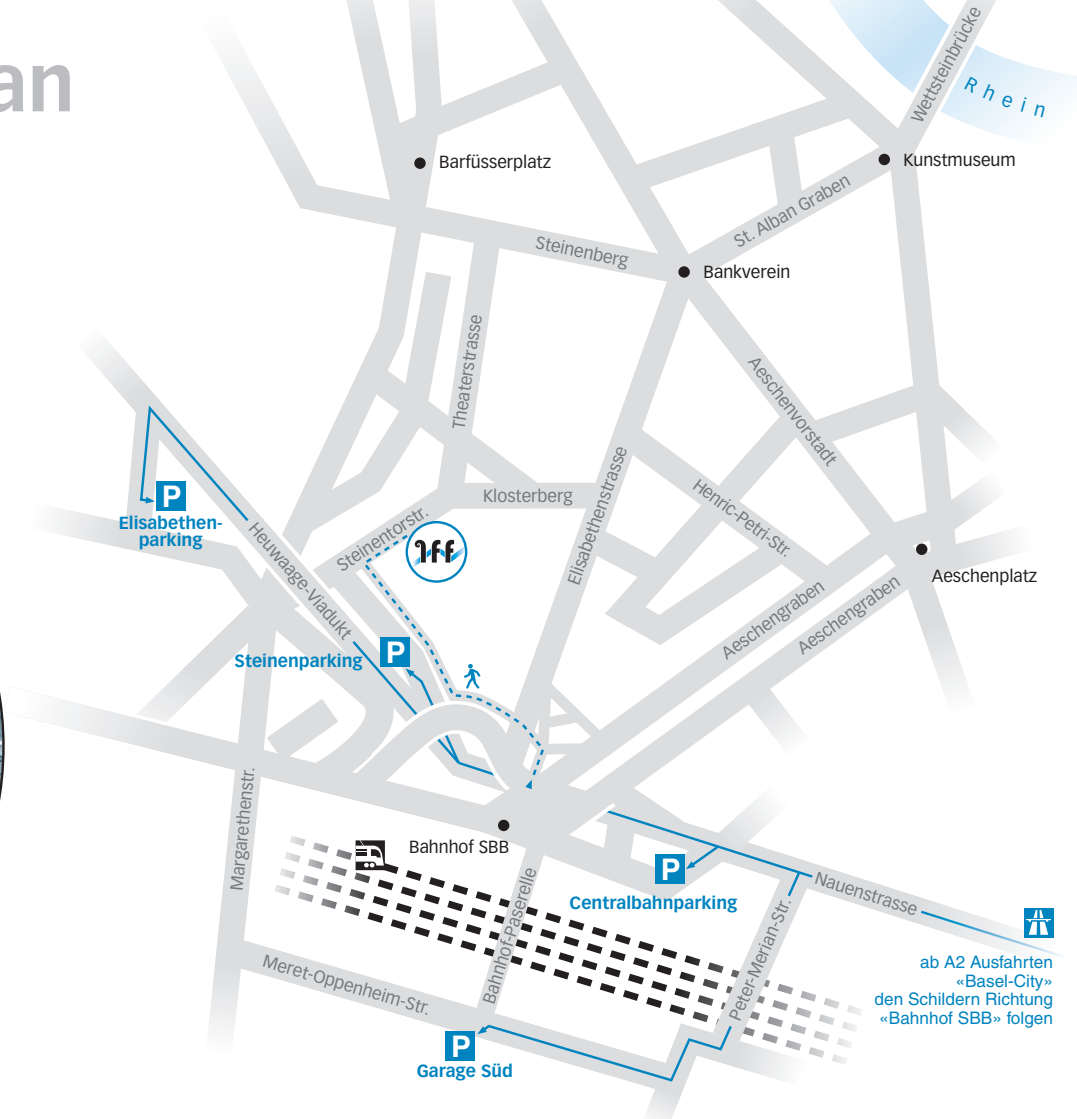 an
Wettsteinbrücke
Rhein
Barfüsserplatz
Kunstmuseum
St. Alban Graben
Steinenberg
Bankverein
Theaterstrasse
Aeschenvorstadt
P
Elisabethen-
parking
Klosterberg
Elisabethenstrasse
Henric-Petri-Str.
Steinentorstr.
Heuwaage-Viadukt
Aeschenplatz
Aeschengraben
Aeschengraben
Steinenparking
P
Margarethenstr.
Bahnhof SBB
P
Centralbahnparking
Nauenstrasse
Bahnhof-Paserelle
Peter-Merian-Str.
Meret-Oppenheim-Str.
ab A2 Ausfahrten
«Basel-City»
den Schildern Richtung
«Bahnhof SBB» folgen
P
Garage Süd